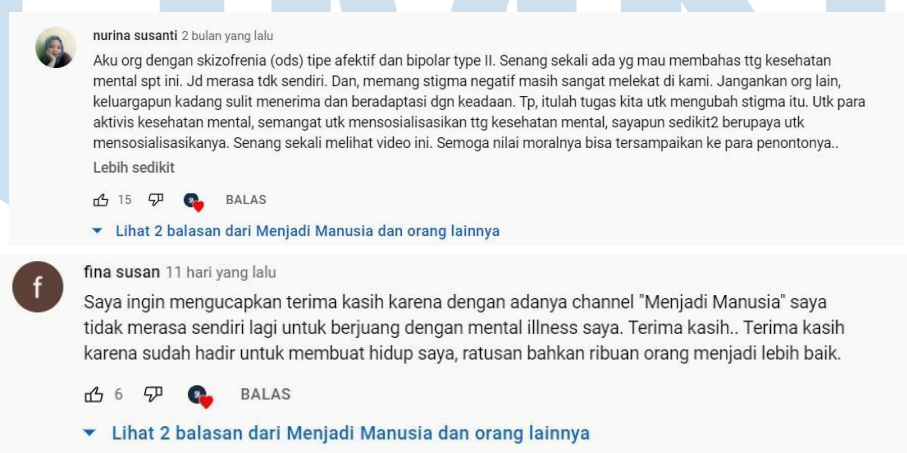 nurina susanti 2 bulan yang lalu
Aku org dengan skizofrenia (ods) tipe afektif dan bipolar type II. Senang sekali ada yg mau membahas ttg kesehatan
mental spt ini. Jd merasa tdk sendiri. Dan, memang stigma negatif masih sangat melekat di kami. Jangankan org lain,
keluargapun kadang sulit menerima dan beradaptasi dgn keadaan. Tp, itulah tugas kita utk mengubah stigma itu. Utk para
aktivis kesehatan mental, semangat utk mensosialisasikan ttg kesehatan mental, sayapun sedikit2 berupaya utk
mensosialisasikanya. Senang sekali melihat video ini. Semoga nilai moralnya bisa tersampaikan ke para penontonya..
Lebih sedikit
15 BALAS
Lihat 2 balasan dari Menjadi Manusia dan orang lainnya
f
fina susan 11 hari yang lalu
Saya ingin mengucapkan terima kasih karena dengan adanya channel "Menjadi Manusia" saya
tidak merasa sendiri lagi untuk berjuang dengan mental illness saya. Terima kasih.. Terima kasih
karena sudah hadir untuk membuat hidup saya, ratusan bahkan ribuan orang menjadi lebih baik.
6 BALAS
Lihat 2 balasan dari Menjadi Manusia dan orang lainnya